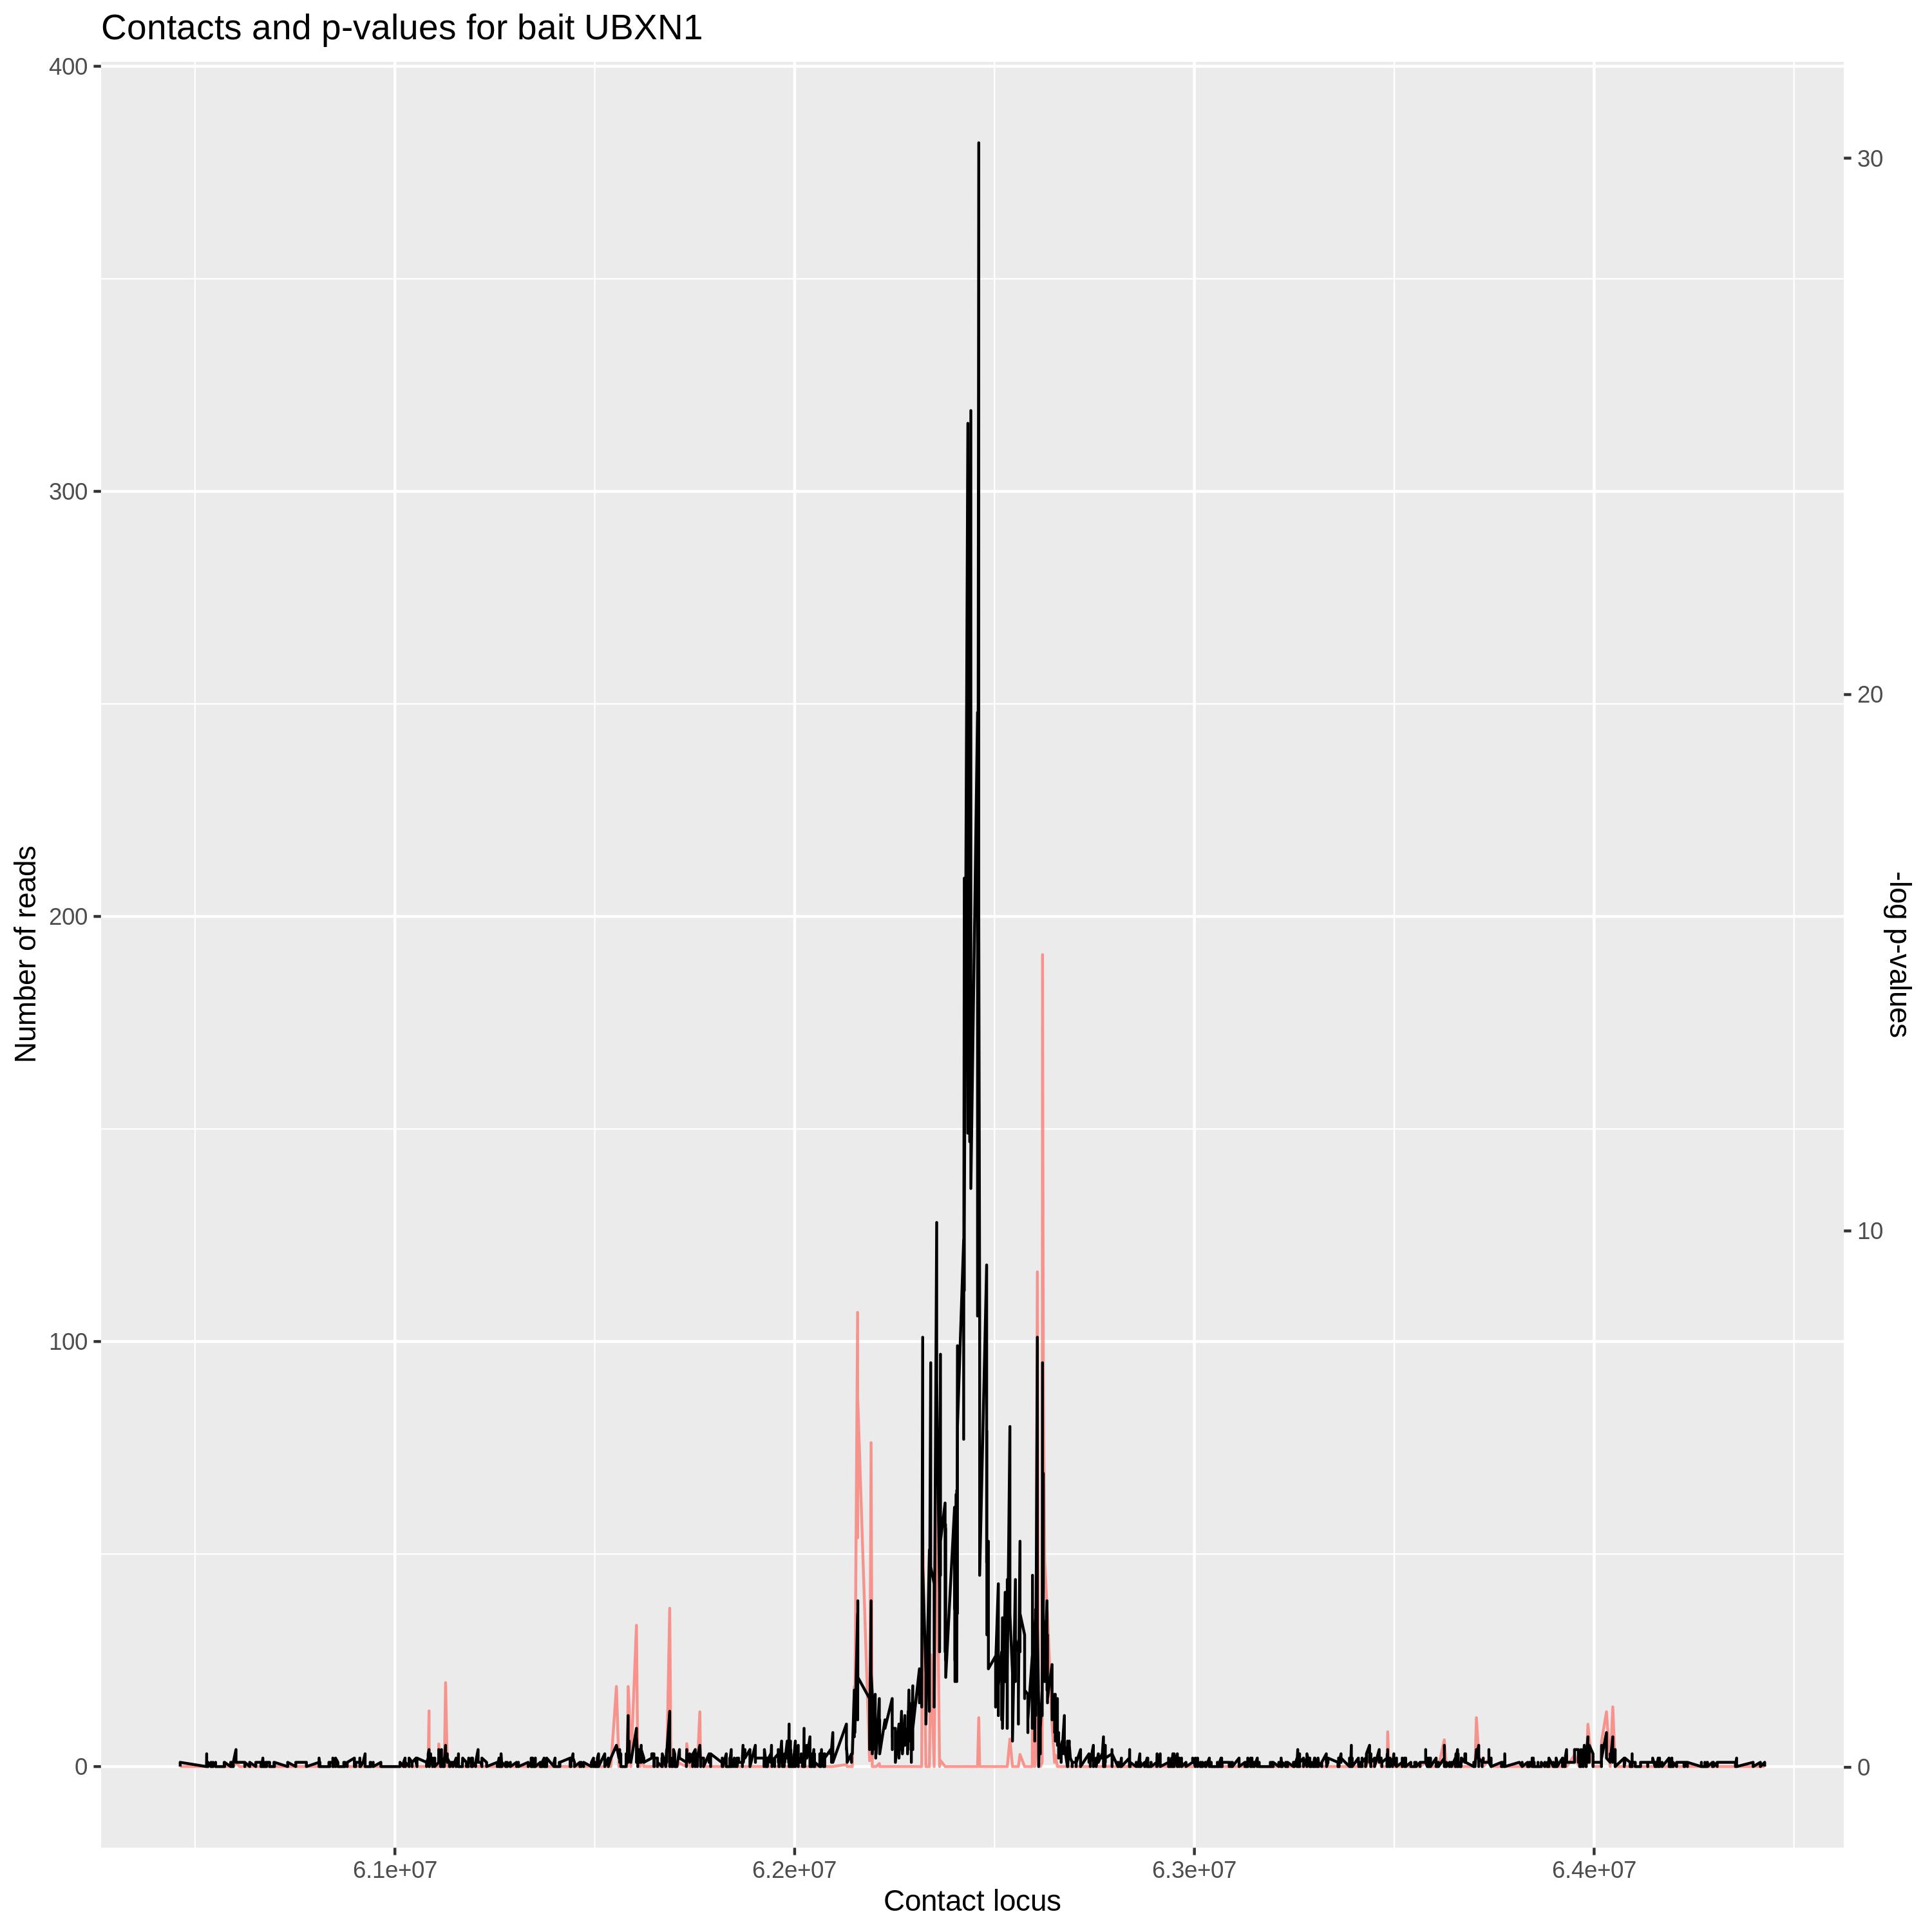 Contacts and p-values for bait UBXN1
400
300
200
100
0
Number of reads
30
20
10
0
-log p-values
6.1e+07
6.2e+07
6.3e+07
6.4e+07
Contact locus